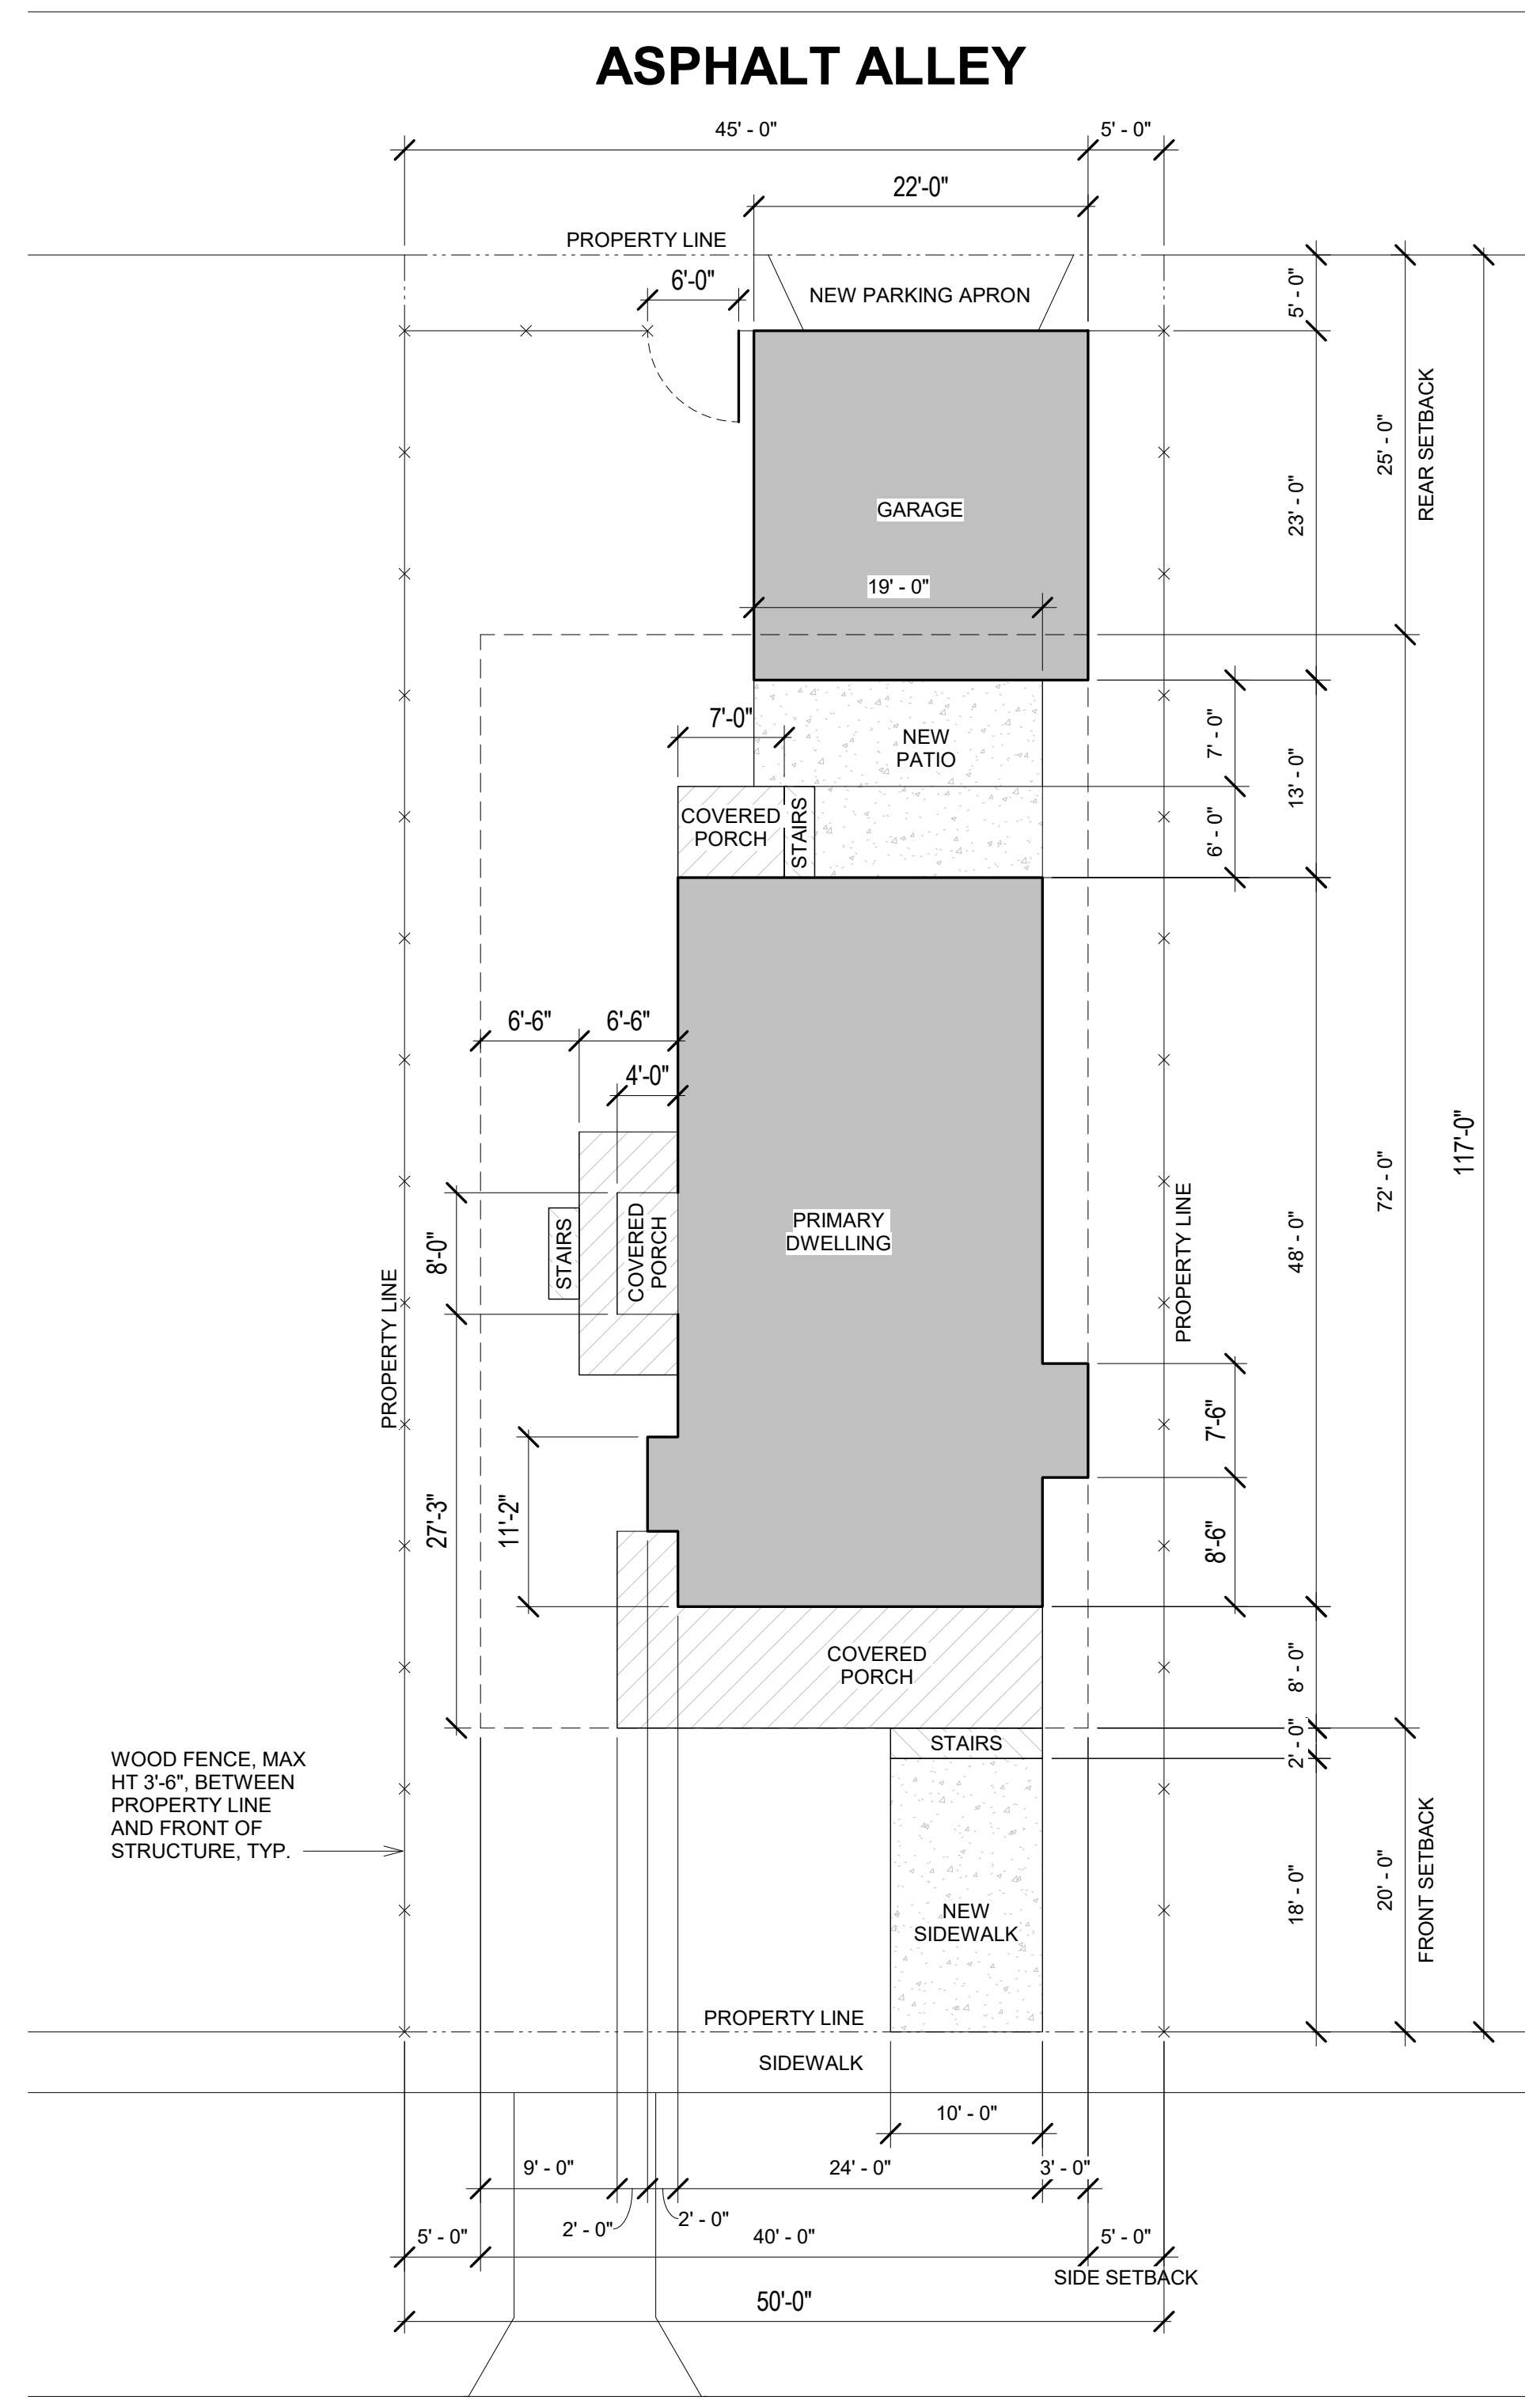 ASPHALT ALLEY
45' - 0"
5' - 0"
22'-0"
PROPERTY LINE
6'-0"
NEW PARKING APRON
5' - 0"
25' - 0"
REAR SETBACK
23' - 0"
GARAGE
19' - 0"
7'-0"
NEW
PATIO
7' - 0"
13' - 0"
COVERED
PORCH
STAIRS
6' - 0"
6'-6"
6'-6"
4'-0"
117'-0"
72' - 0"
8'-0"
STAIRS
COVERED
PORCH
PRIMARY
DWELLING
PROPERTY LINE
48' - 0"
PROPERTY LINE
7'-6"
27'-3"
11'-2"
8'-6"
COVERED
PORCH
8' - 0"
STAIRS
2' - 0"
WOOD FENCE, MAX
HT 3'-6", BETWEEN
PROPERTY LINE
AND FRONT OF
STRUCTURE, TYP.
18' - 0"
20' - 0"
FRONT SETBACK
NEW
SIDEWALK
PROPERTY LINE
SIDEWALK
10' - 0"
9' - 0"
24' - 0"
3' - 0"
2' - 0"
2' - 0"
5' - 0"
40' - 0"
5' - 0"
SIDE SETBACK
50'-0"